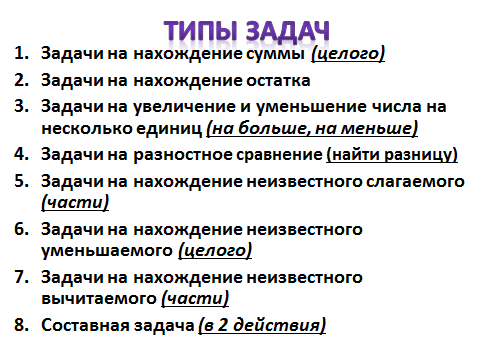 ТИПЫ ЗАДАЧ
1. Задачи на нахождение суммы (целого)
2. Задачи на нахождение остатка
3. Задачи на увеличение и уменьшение числа на
несколько единиц (на больше, на меньше)
4. Задачи на разностное сравнение (найти разницу)
5. Задачи на нахождение неизвестного слагаемого
(части)
6. Задачи на нахождение неизвестного
уменьшаемого (целого)
7. Задачи на нахождение неизвестного
вычитаемого (части)
8. Составная задача (в 2 действия)